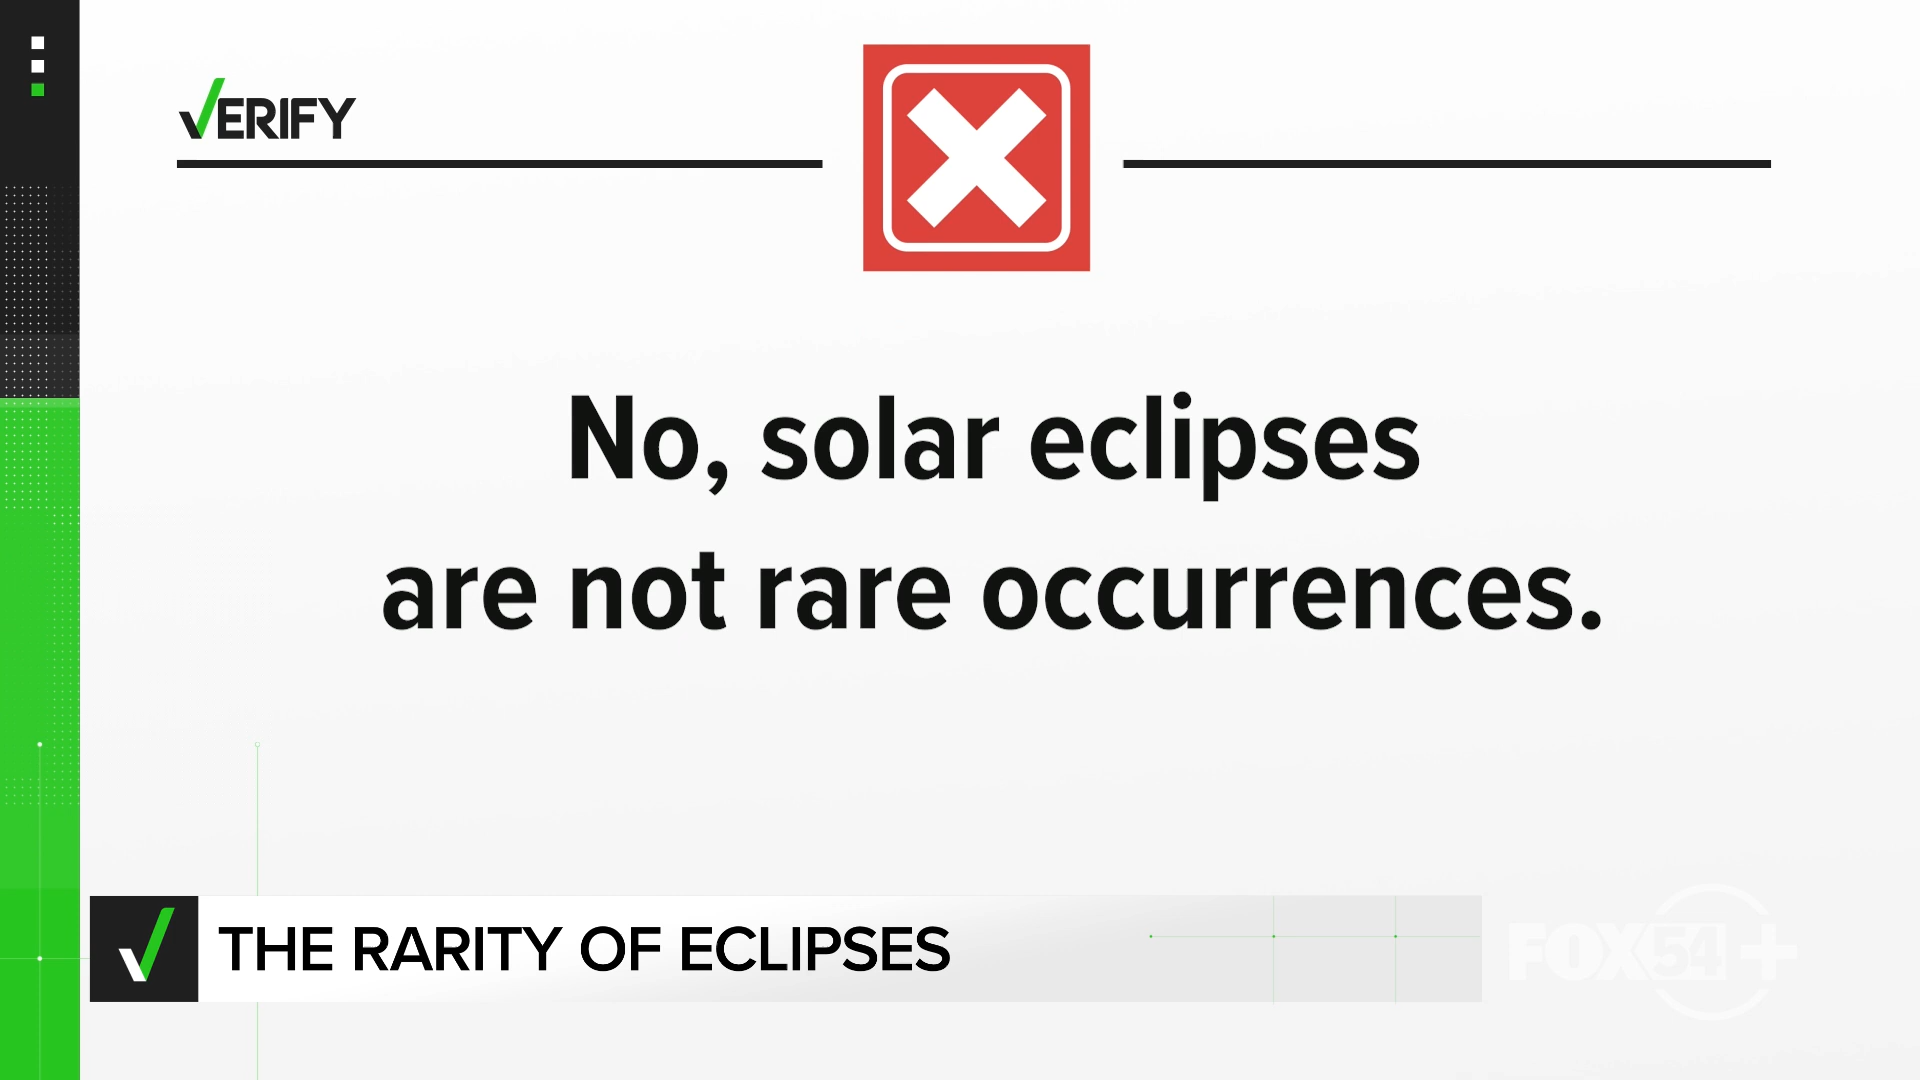 VERIFY
No, solar eclipses
are not rare occurrences.
THE RARITY OF ECLIPSES
FOX54+